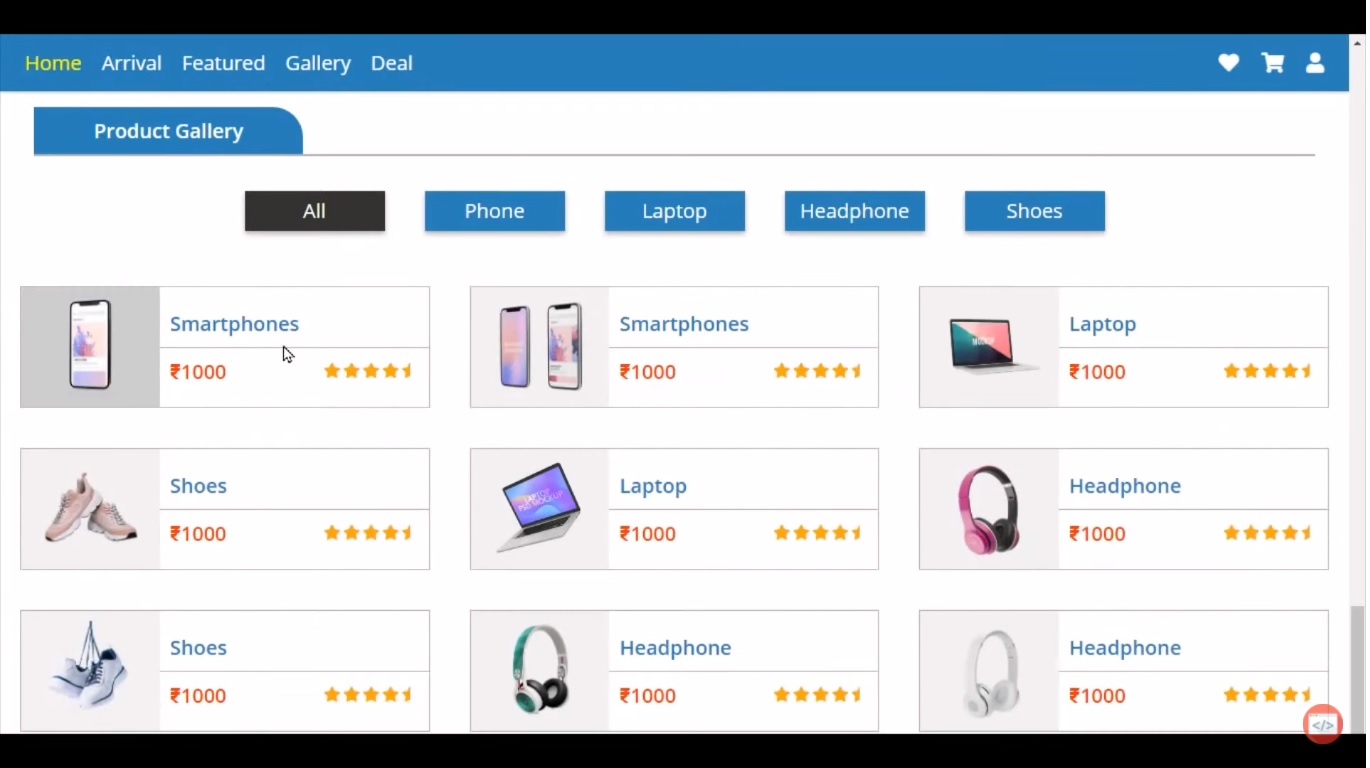 Home Arrival Featured Gallery Deal
Product Gallery
All Phone Laptop Headphone Shoes
Smartphones
₹1000
Smartphones
₹1000
Laptop
₹1000
Shoes
₹1000
Laptop
₹1000
Headphone
₹1000
Shoes
₹1000
Headphone
₹1000
Headphone
₹1000